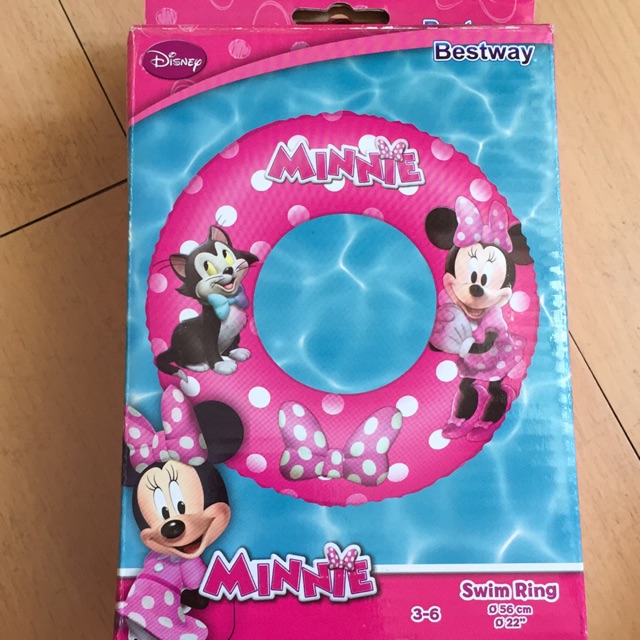 Disney
Bestway
MINNIE
MINNIE
3-6
Swim Ring
Ø 56 cm
Ø 22"